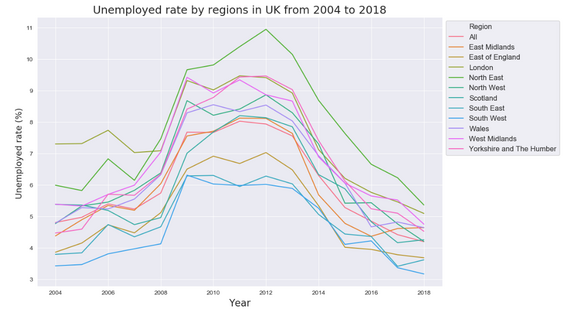 Unemployed rate by regions in UK from 2004 to 2018
Unemployed rate (%)
11
10
9
8
7
6
5
4
3
2004 2006 2008 2010 2012 2014 2016 2018
Year
Region
All
East Midlands
East of England
London
North East
North West
Scotland
South East
South West
Wales
West Midlands
Yorkshire and The Humber